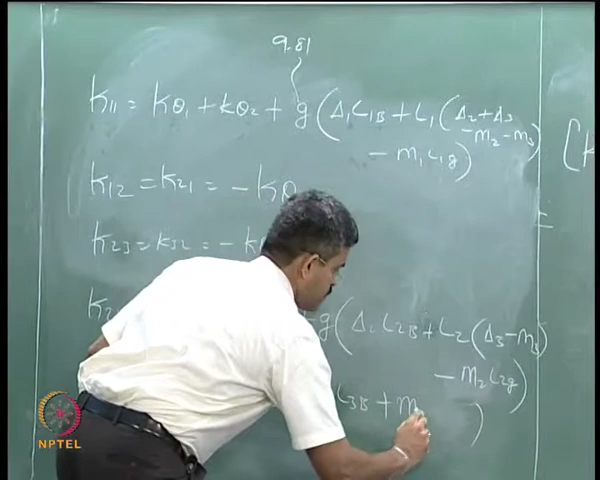 9.81
K11 = Kθ1 + Kθ2 + g(Δ1 L1B + L1(Δ2 + Δ3
- m2 - m3)
- m1 L1g)
[K
K12 = K21 = - Kθ
K23 = K32 = - K
K2 g(Δ2 L2B + L2(Δ3 - m3)
- m2 L2g)
L3B + m )
NPTEL